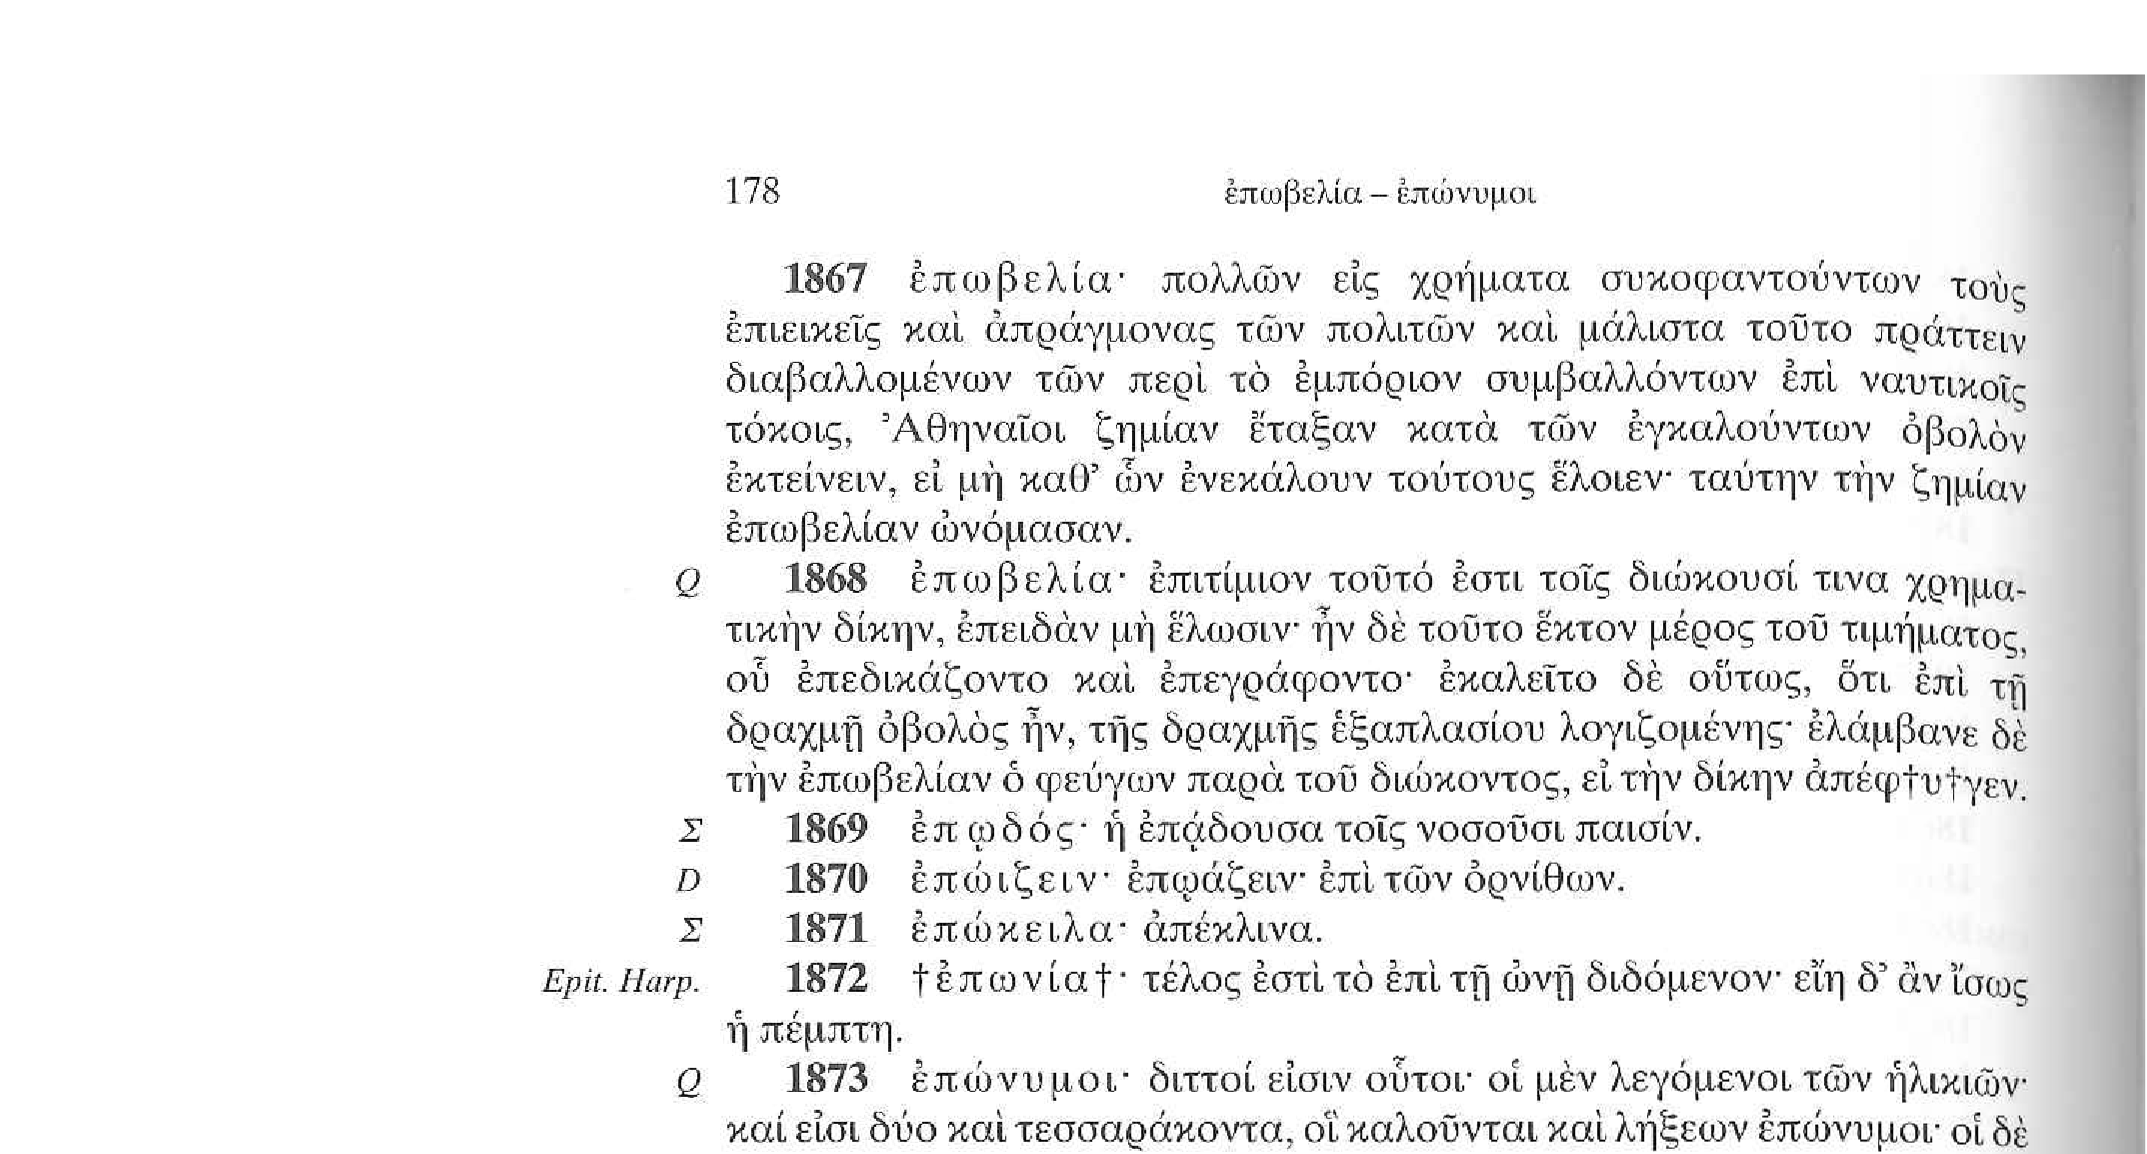 178 ἐπωβελία – ἐπώνυμοι
1867 ἐπωβελία· πολλῶν εἰς χρήματα συκοφαντούντων τοὺς
ἐπιεικεῖς καὶ ἀπράγμονας τῶν πολιτῶν καὶ μάλιστα τοῦτο πράττειν
διαβαλλομένων τῶν περὶ τὸ ἐμπόριον συμβαλλόντων ἐπὶ ναυτικοῖς
τόκοις, Ἀθηναῖοι ζημίαν ἔταξαν κατὰ τῶν ἐγκαλούντων ὀβολὸν
ἐκτείνειν, εἰ μὴ καθ’ ὧν ἐνεκάλουν τούτους ἕλοιεν· ταύτην τὴν ζημίαν
ἐπωβελίαν ὠνόμασαν.
Q 1868 ἐπωβελία· ἐπιτίμιον τοῦτό ἐστι τοῖς διώκουσί τινα χρημα-
τικὴν δίκην, ἐπειδὰν μὴ ἕλωσιν· ἦν δὲ τοῦτο ἕκτον μέρος τοῦ τιμήματος,
οὗ ἐπεδικάζοντο καὶ ἐπεγράφοντο· ἐκαλεῖτο δὲ οὕτως, ὅτι ἐπὶ τῇ
δραχμῇ ὀβολὸς ἦν, τῆς δραχμῆς ἑξαπλασίου λογιζομένης· ἐλάμβανε δὲ
τὴν ἐπωβελίαν ὁ φεύγων παρὰ τοῦ διώκοντος, εἰ τὴν δίκην ἀπέφ†υ†γεν.
Σ 1869 ἐπῳδός· ἡ ἐπᾴδουσα τοῖς νοσοῦσι παισίν.
D 1870 ἐπώιζειν· ἐπῳάζειν· ἐπὶ τῶν ὀρνίθων.
Σ 1871 ἐπώκειλα· ἀπέκλινα.
Epit. Harp. 1872 †ἐπωνία†· τέλος ἐστὶ τὸ ἐπὶ τῇ ὠνῇ διδόμενον· εἴη δ’ ἂν ἴσως
ἡ πέμπτη.
Q 1873 ἐπώνυμοι· διττοί εἰσιν οὗτοι· οἱ μὲν λεγόμενοι τῶν ἡλικιῶν·
καί εἰσι δύο καὶ τεσσαράκοντα, οἳ καλοῦνται καὶ λήξεων ἐπώνυμοι· οἱ δὲ